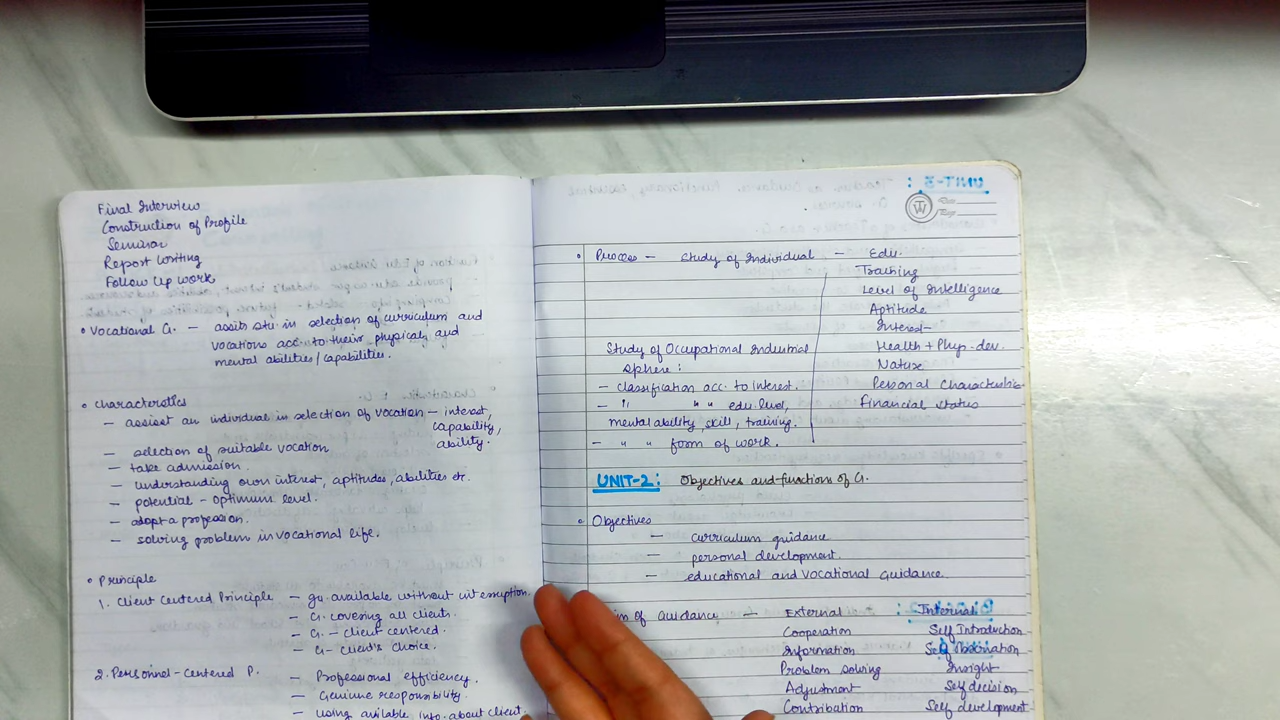 Final Interview
Construction of Profile
Seminar
Report Writing
Follow Up work
• Vocational G. — assits stu in selection of curriculum and
vocations acc. to their physicaly and
mental abilities/capabilities.
• Characteristics
— assisst an individual in selection of vocation — interest,
capability,
ability.
— selection of suitable vocation
— take admission.
— understanding own interest, aptitudes, abilities etc.
— potential - optimum level.
— adopt a profession.
— solving problem in vocational life.
• Principle
1. Client Centered Principle — available without interruption.
— G. covering all clients.
— G. — client centered.
— G — client's choice.
2. Personnel-Centered P. — Professional efficiency.
— Genuine responsibility.
— using available info. about client.
UNIT-3 :
• Process — Study of Individual — Edu.
Training
Level of Intelligence
Aptitude
Interest
Health + Phy. dev.
Nature
Personal Characteristic
Financial status
Study of Occupational Industrial
sphere :
— classification acc. to interest.
— " " " edu level,
mental ability, skill, training.
— " " form of work.
UNIT-2: Objectives and functions of G.
• Objectives
— curriculum guidance
— personal development.
— educational and vocational Guidance.
of Guidance — External Internal
Cooperation Self Introduction
Information
Problem solving Insight
Adjustment Self decision
Contribution Self development